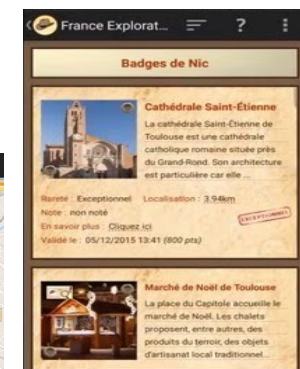 France Explorat...
?
Badges de Nic
Cathédrale Saint-Étienne
La cathédrale Saint-Étienne de
Toulouse est une cathédrale
catholique romaine située près
du Grand-Rond. Son architecture
est particulière car elle ...
Rareté : Exceptionnel Localisation : 3.94km
Note : non noté
En savoir plus : Cliquez ici
Validé le : 05/12/2015 13:41 (800 pts)
EXCEPTIONNEL
Marché de Noël de Toulouse
La place du Capitole accueille le
marché de Noël. Les chalets
proposent, entre autres, des
produits du terroir, des objets
d'artisanat local traditionnel...